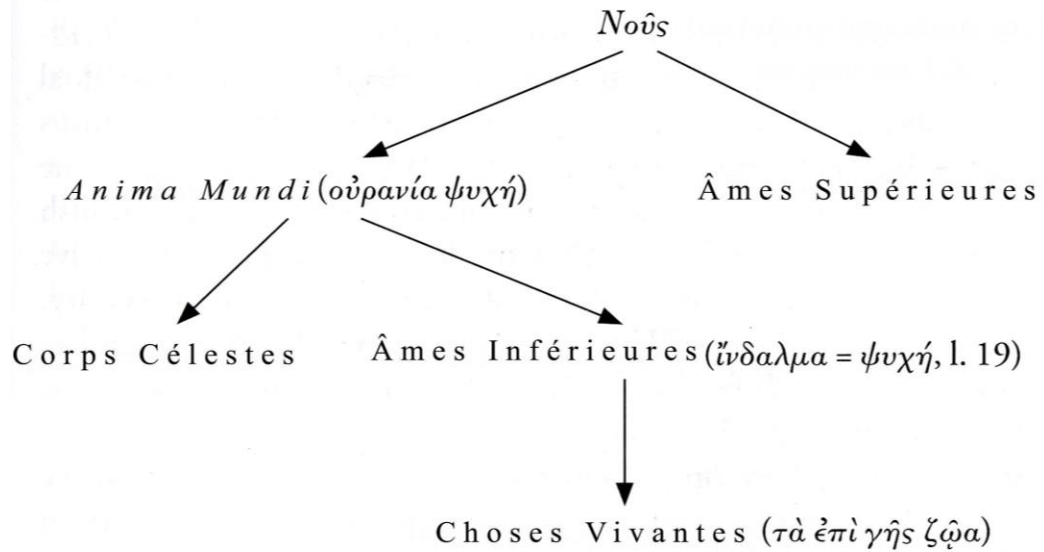 Νοῦς
Anima Mundi (οὐρανία ψυχή) Âmes Supérieures
Corps Célestes Âmes Inférieures (ἴνδαλμα = ψυχή, l. 19)
Choses Vivantes (τὰ ἐπὶ γῆς ζῷα)